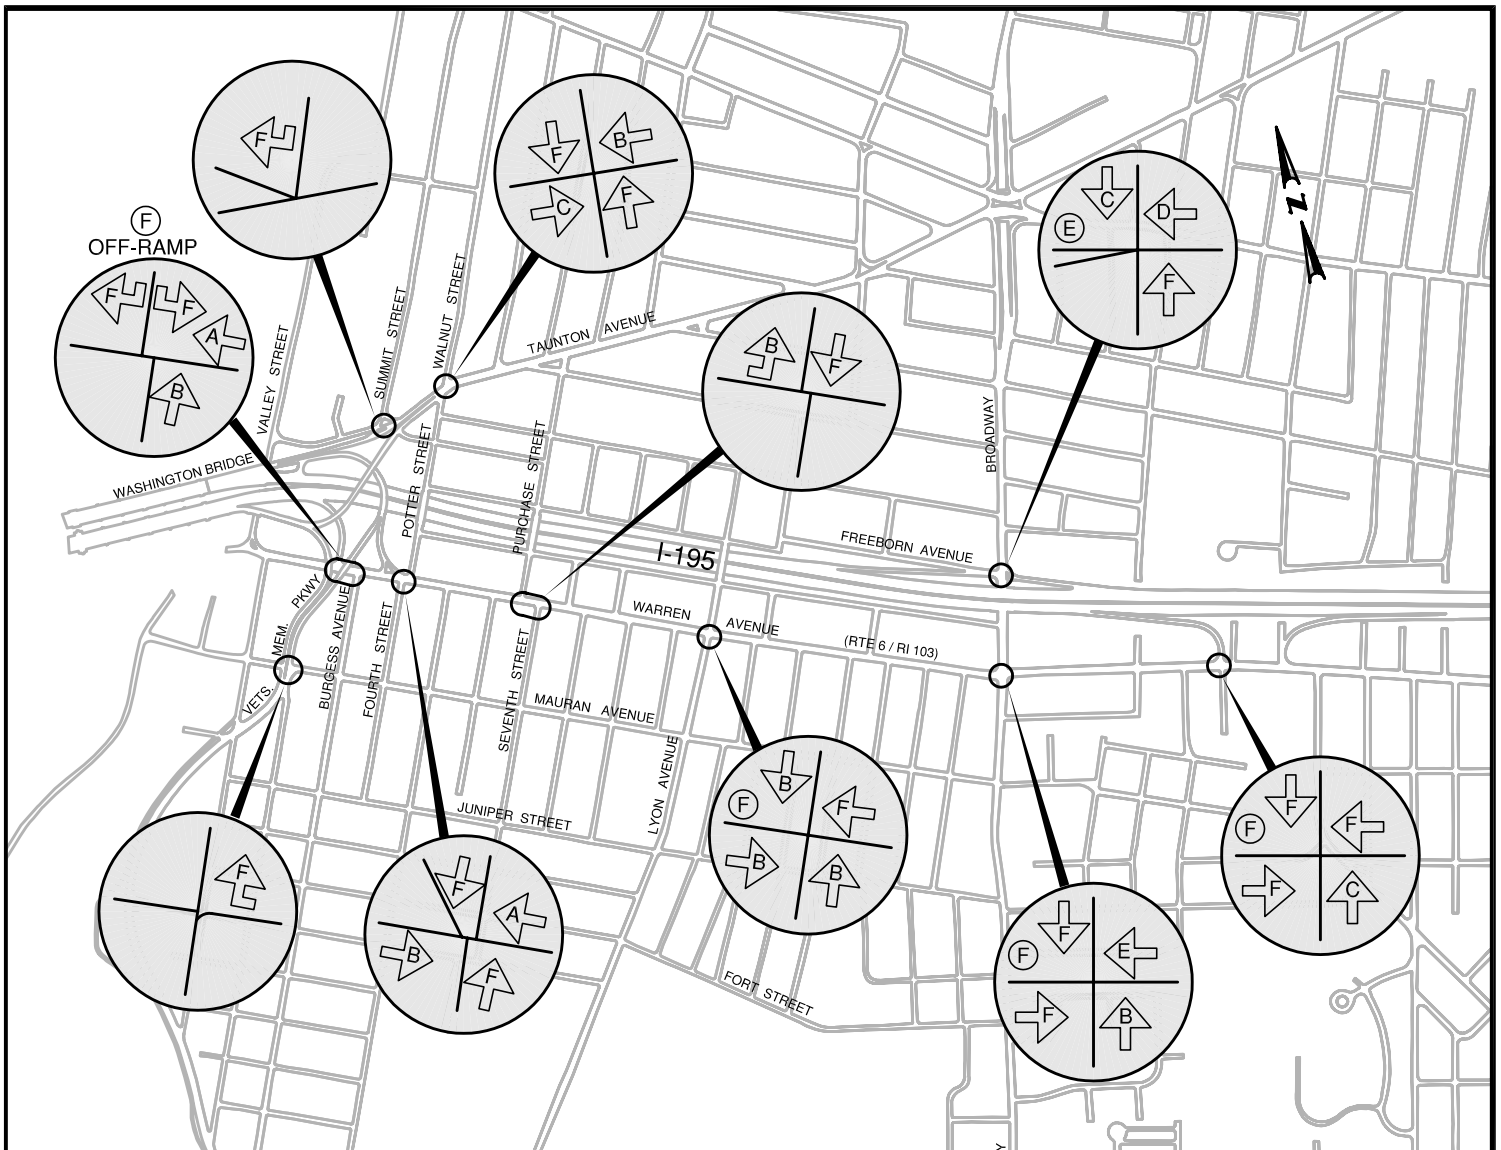 F
OFF-RAMP
F
F
F
A
B
F
B
C
F
E
C
D
F
B
F
VALLEY STREET
SUMMIT STREET
WALNUT STREET
TAUNTON AVENUE
WASHINGTON BRIDGE
POTTER STREET
PURCHASE STREET
BROADWAY
I-195
FREEBORN AVENUE
N
MEM. PKWY
VETS.
BURGESS AVENUE
FOURTH STREET
SEVENTH STREET
WARREN AVENUE
(RTE 6 / RI 103)
MAURAN AVENUE
LYON AVENUE
JUNIPER STREET
FORT STREET
F
F
A
B
F
F
B
F
B
B
F
F
E
F
B
F
F
F
F
C
Y